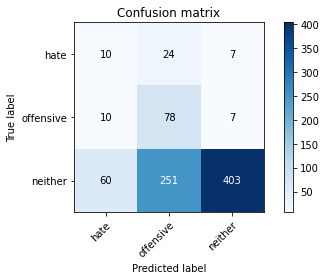 Confusion matrix
hate
10
24
7
offensive
10
78
7
neither
60
251
403
hate
offensive
neither
True label
Predicted label
400
350
300
250
200
150
100
50